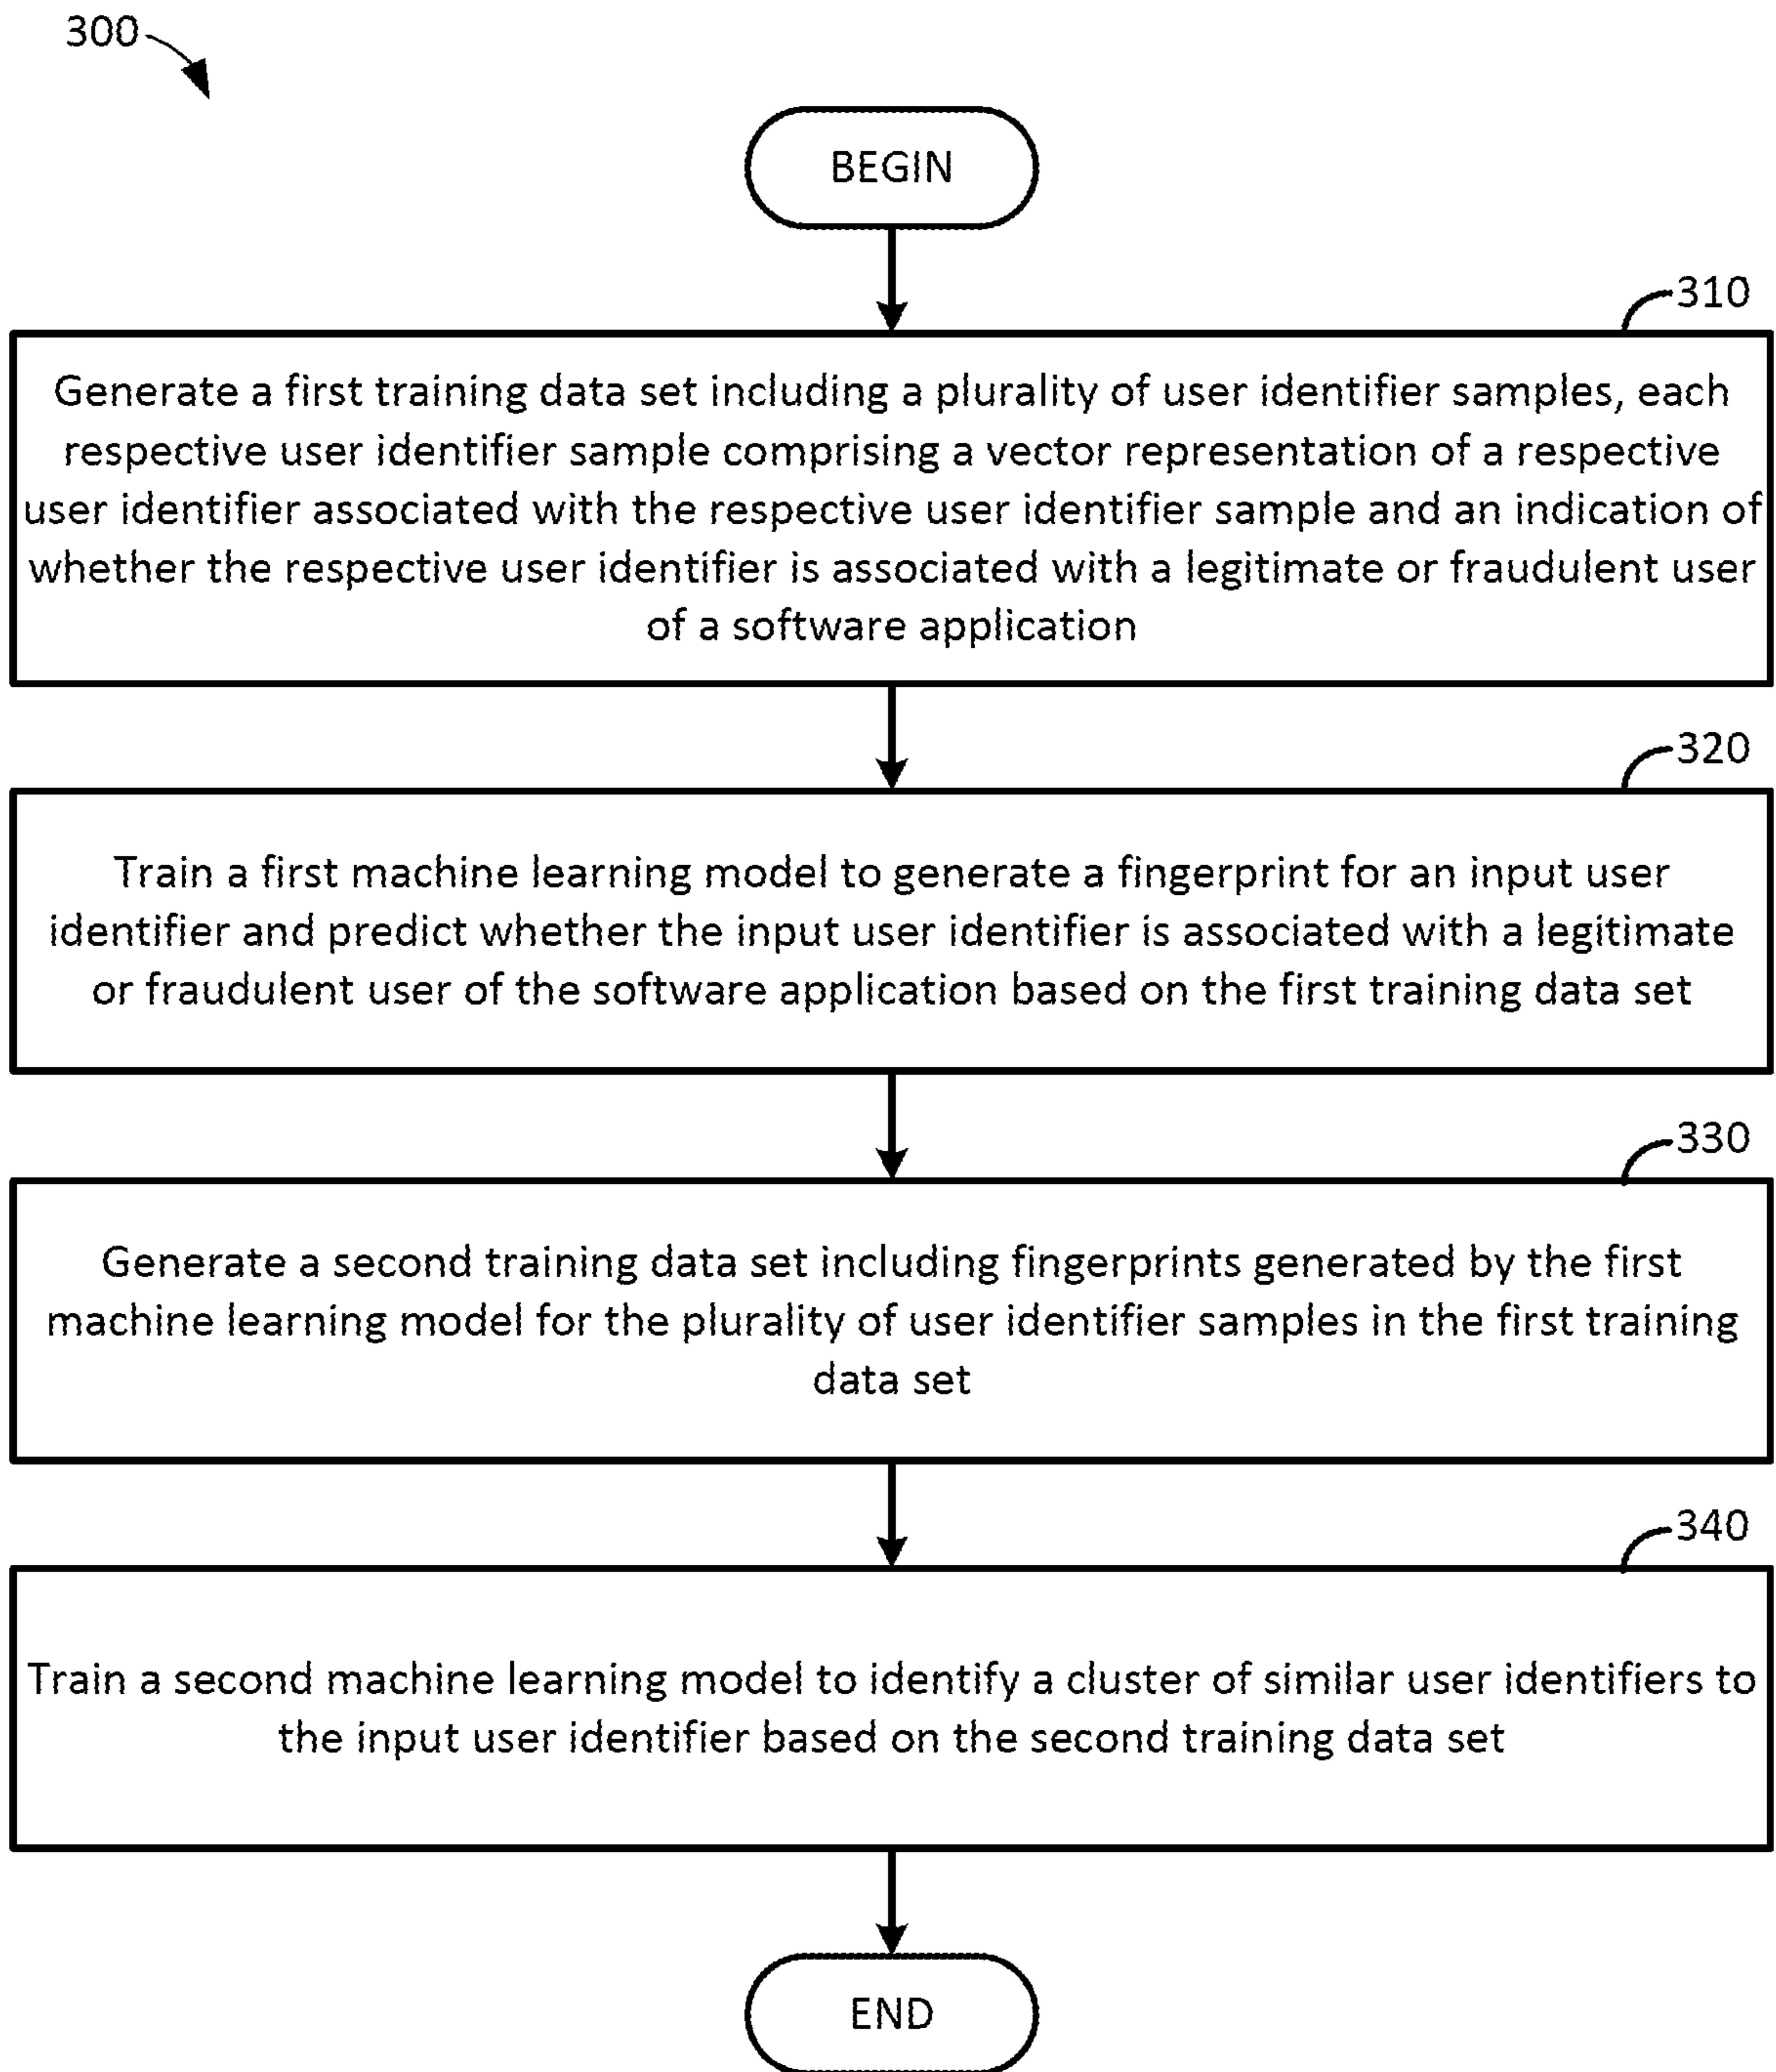 300
BEGIN
310
Generate a first training data set including a plurality of user identifier samples, each
respective user identifier sample comprising a vector representation of a respective
user identifier associated with the respective user identifier sample and an indication of
whether the respective user identifier is associated with a legitimate or fraudulent user
of a software application
320
Train a first machine learning model to generate a fingerprint for an input user
identifier and predict whether the input user identifier is associated with a legitimate
or fraudulent user of the software application based on the first training data set
330
Generate a second training data set including fingerprints generated by the first
machine learning model for the plurality of user identifier samples in the first training
data set
340
Train a second machine learning model to identify a cluster of similar user identifiers to
the input user identifier based on the second training data set
END